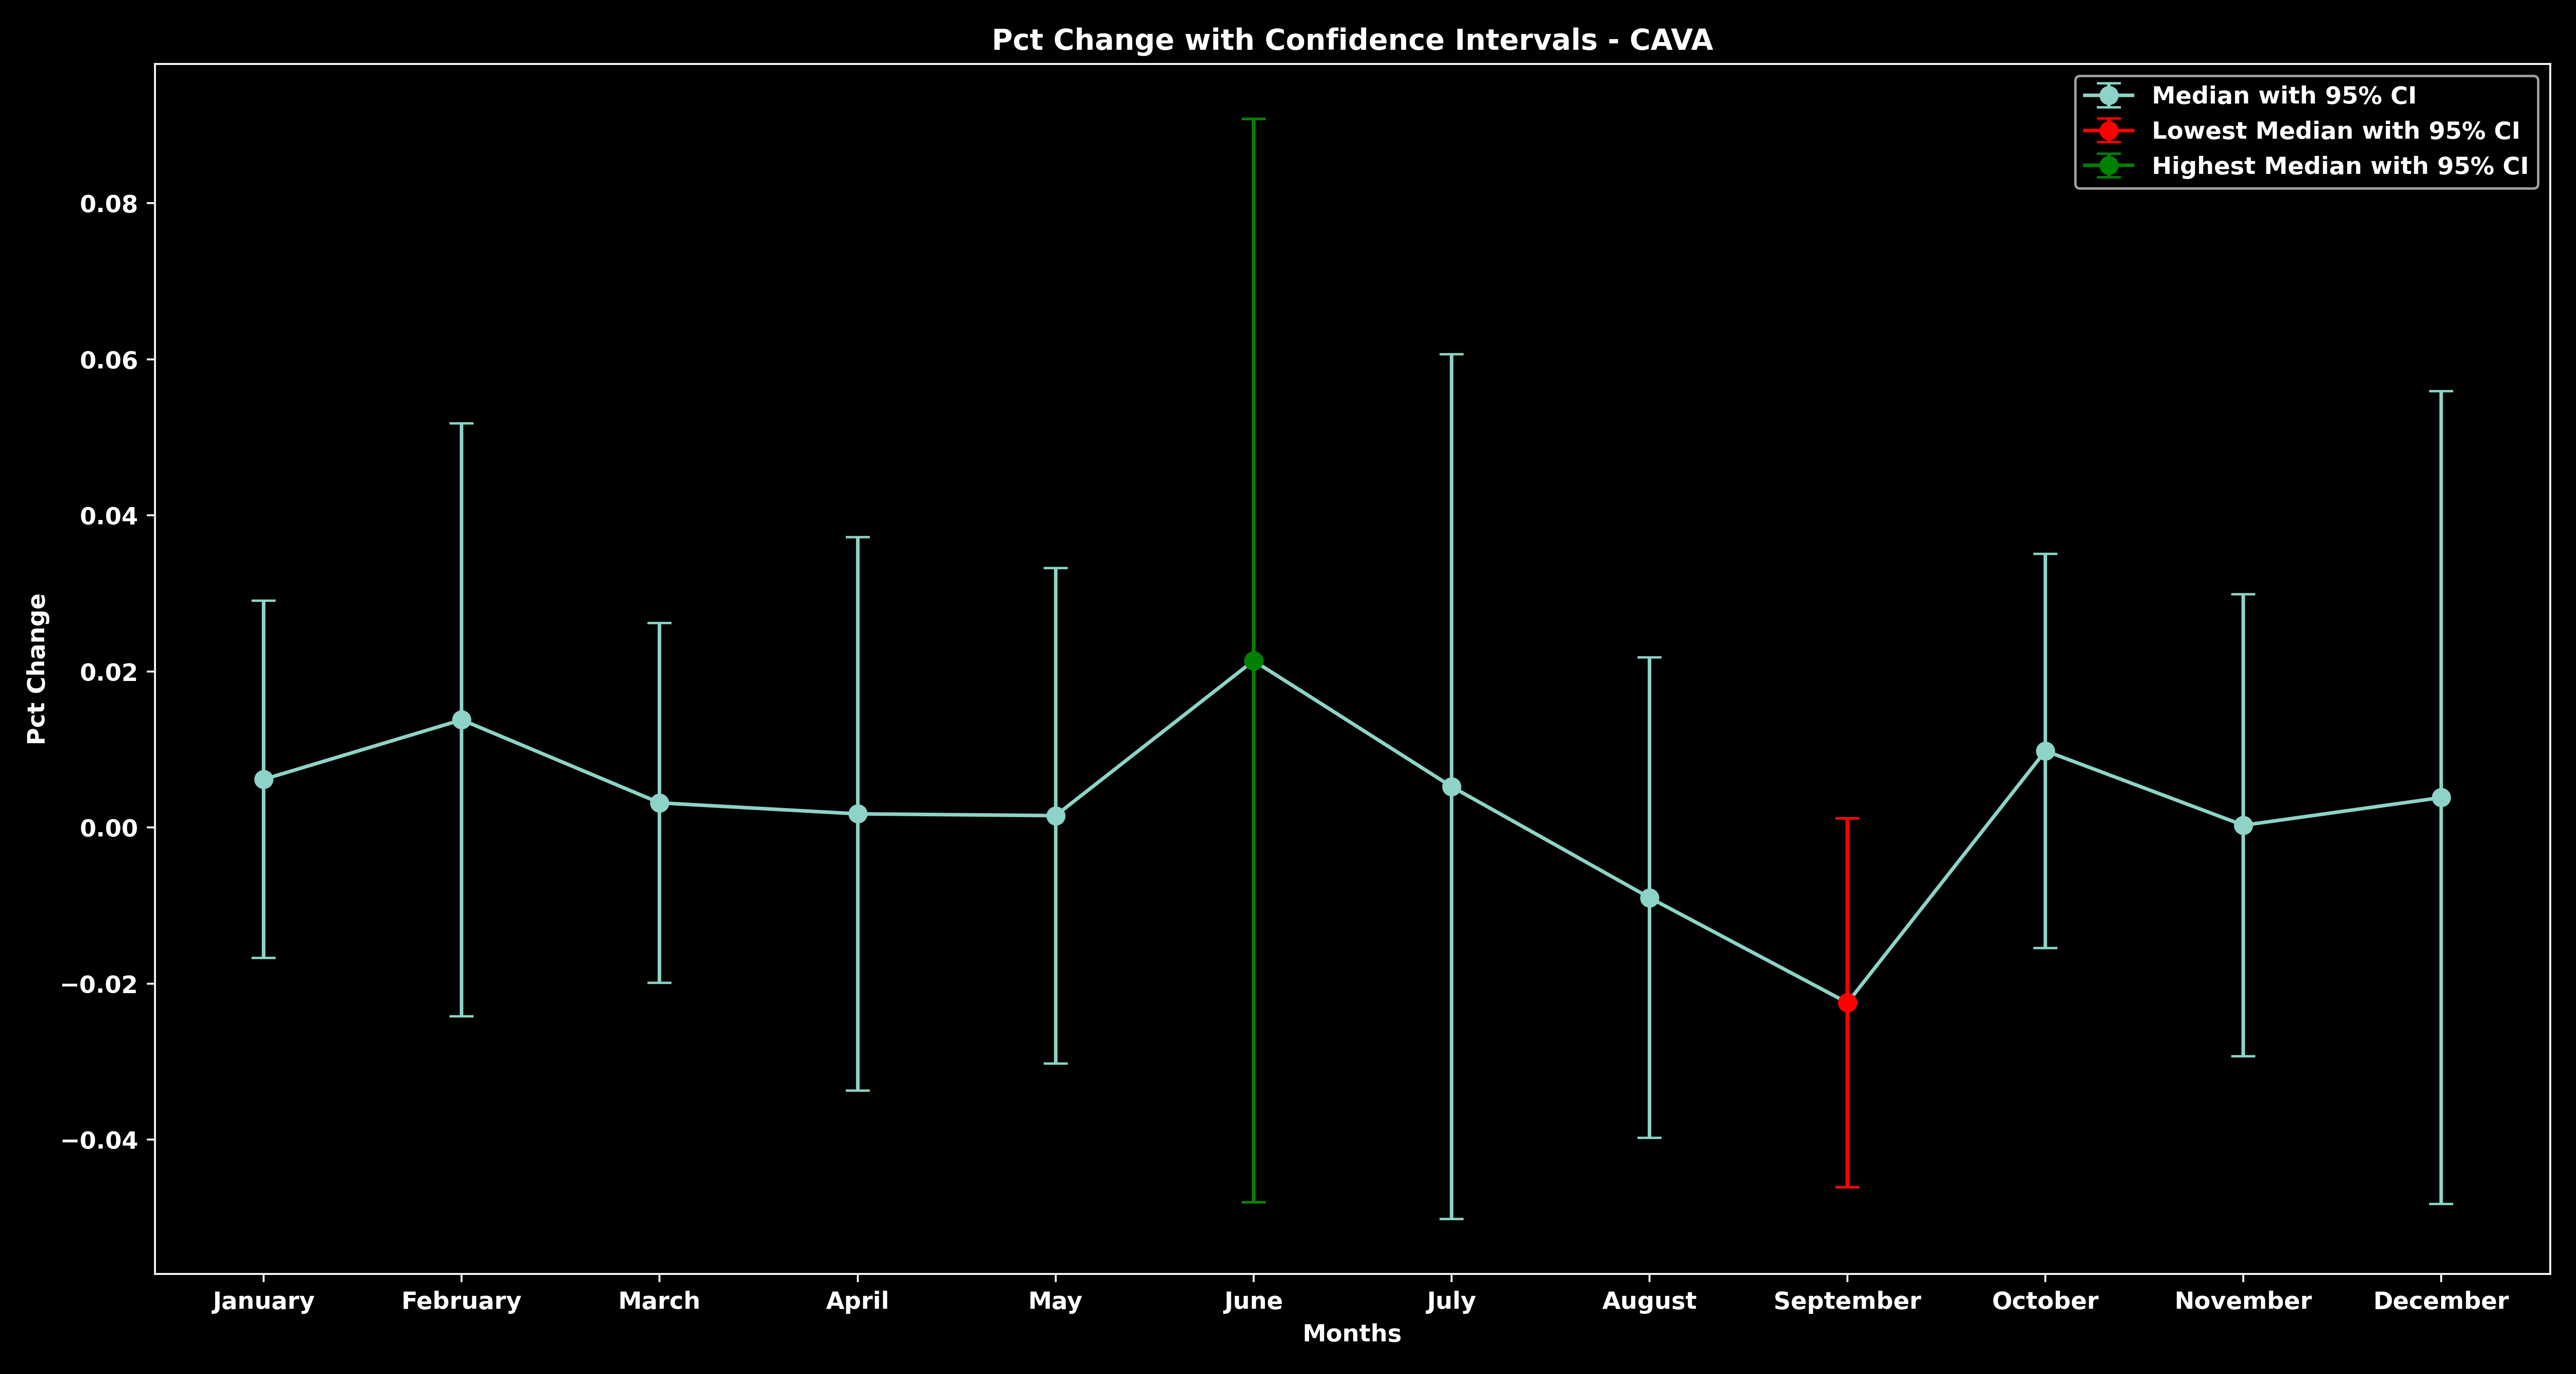 Pct Change with Confidence Intervals - CAVA
Median with 95% CI
Lowest Median with 95% CI
Highest Median with 95% CI
Pct Change
0.08
0.06
0.04
0.02
0.00
−0.02
−0.04
January February March April May June July August September October November December
Months